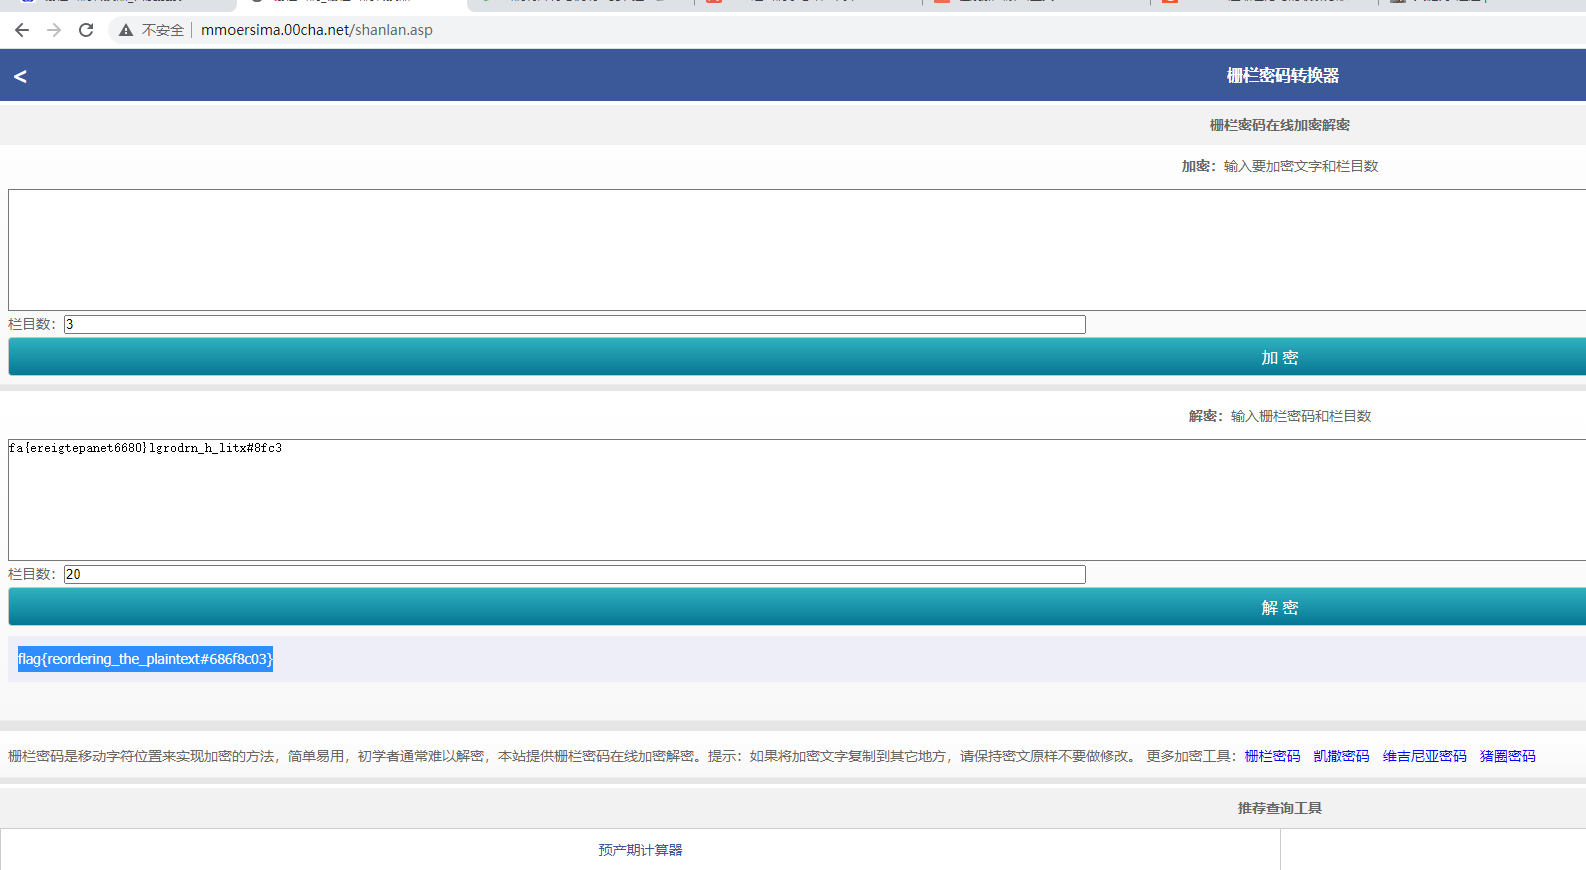 不安全 mmoersima.00cha.net/shanlan.asp
< 栅栏密码转换器
栅栏密码在线加密解密
加密：输入要加密文字和栏目数
栏目数：3
加 密
解密：输入栅栏密码和栏目数
fa{ereigtepanet6680}lgrodrn_h_litx#8fc3
栏目数：20
解 密
flag{reordering_the_plaintext#686f8c03}
栅栏密码是移动字符位置来实现加密的方法，简单易用，初学者通常难以解密，本站提供栅栏密码在线加密解密。提示：如果将加密文字复制到其它地方，请保持密文原样不要做修改。 更多加密工具：栅栏密码 凯撒密码 维吉尼亚密码 猪圈密码
推荐查询工具
预产期计算器